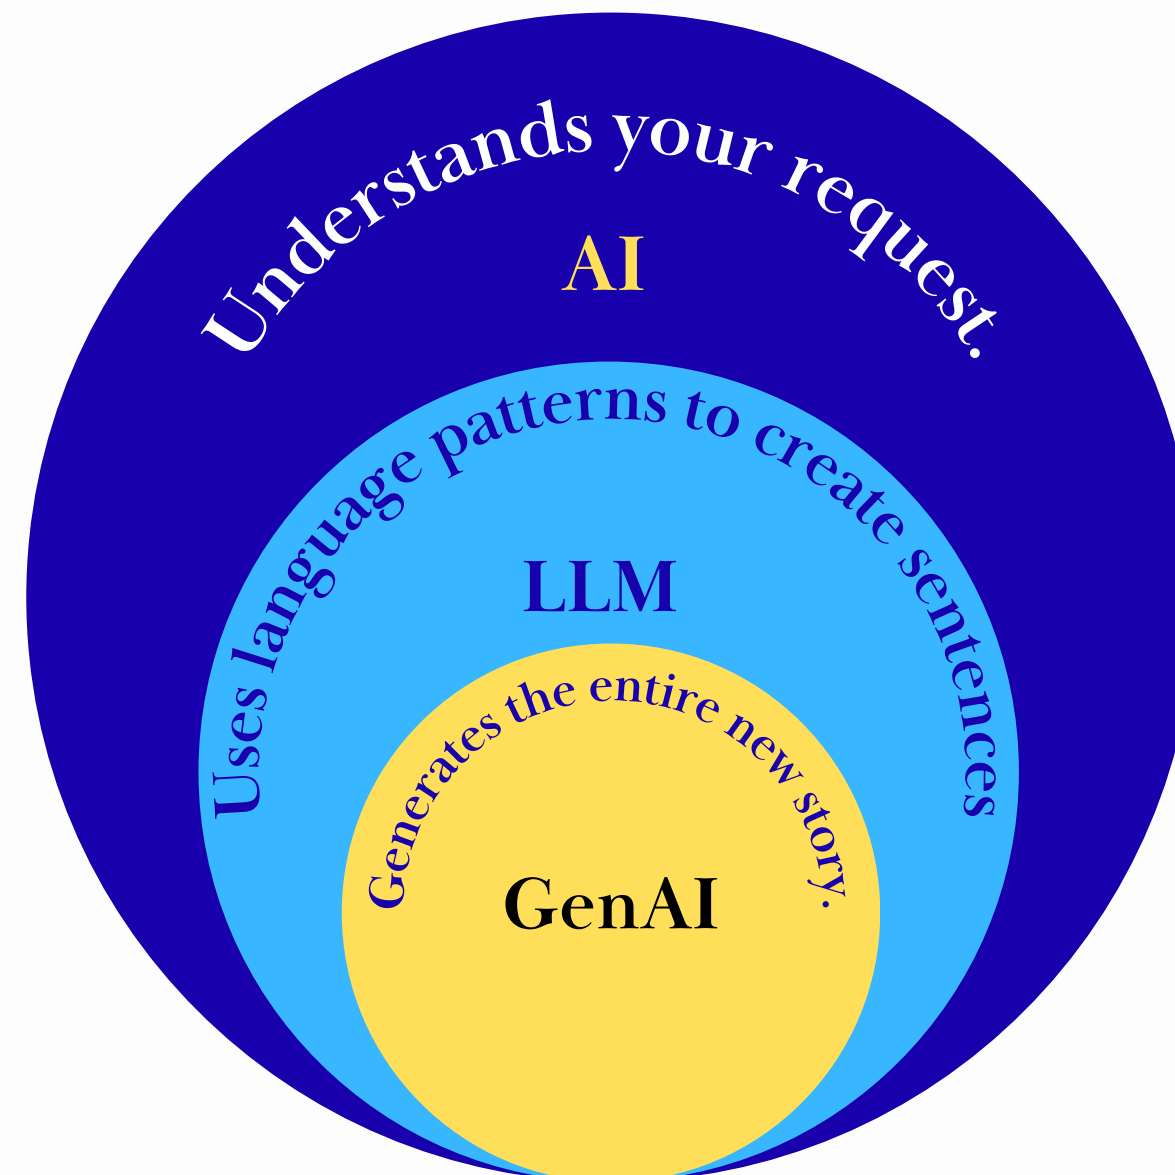 Understands your request.
AI
Uses language patterns to create sentences
LLM
Generates the entire new story.
GenAI